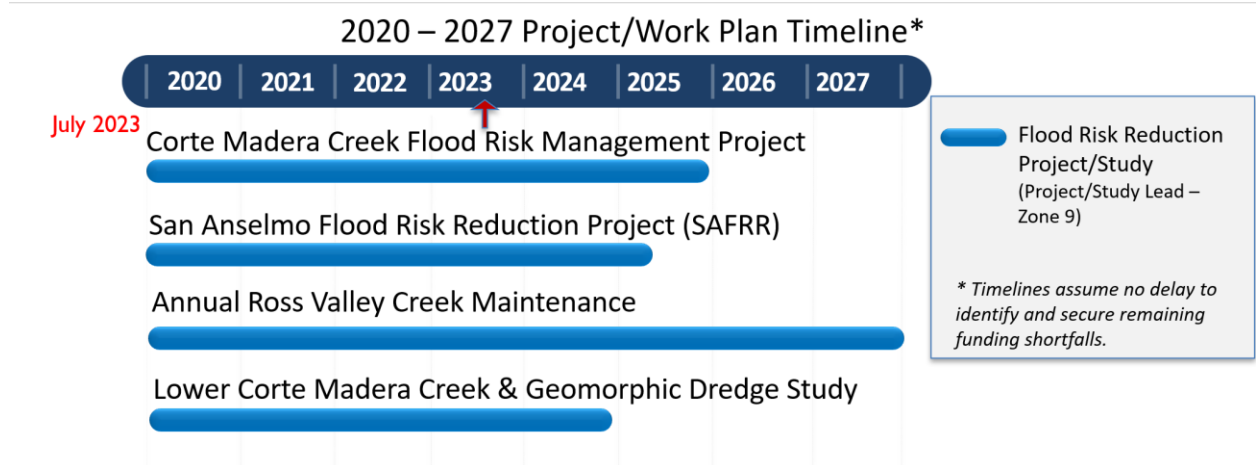 2020 – 2027 Project/Work Plan Timeline*
2020 2021 2022 2023 2024 2025 2026 2027
July 2023
Corte Madera Creek Flood Risk Management Project
San Anselmo Flood Risk Reduction Project (SAFRR)
Annual Ross Valley Creek Maintenance
Lower Corte Madera Creek & Geomorphic Dredge Study
Flood Risk Reduction
Project/Study
(Project/Study Lead –
Zone 9)
* Timelines assume no delay to
identify and secure remaining
funding shortfalls.